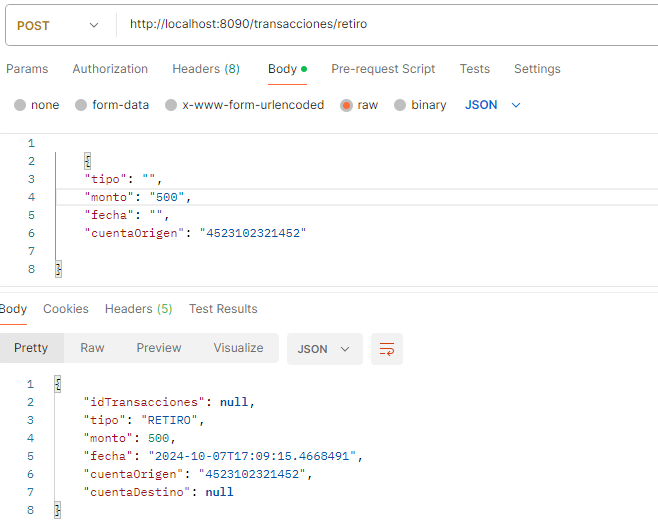 POST http://localhost:8090/transacciones/retiro
Params Authorization Headers (8) Body Pre-request Script Tests Settings
none form-data x-www-form-urlencoded raw binary JSON
1
2 {
3 "tipo": "",
4 "monto": "500",
5 "fecha": "",
6 "cuentaOrigen": "4523102321452"
7
8 }
Body Cookies Headers (5) Test Results
Pretty Raw Preview Visualize JSON
1 {
2 "idTransacciones": null,
3 "tipo": "RETIRO",
4 "monto": 500,
5 "fecha": "2024-10-07T17:09:15.4668491",
6 "cuentaOrigen": "4523102321452",
7 "cuentaDestino": null
8 }